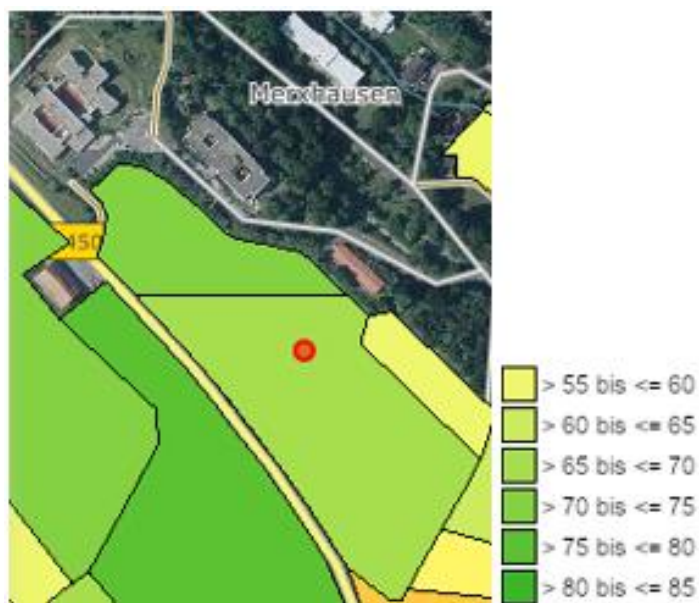 Merxhausen
450
> 55 bis <= 60
> 60 bis <= 65
> 65 bis <= 70
> 70 bis <= 75
> 75 bis <= 80
> 80 bis <= 85